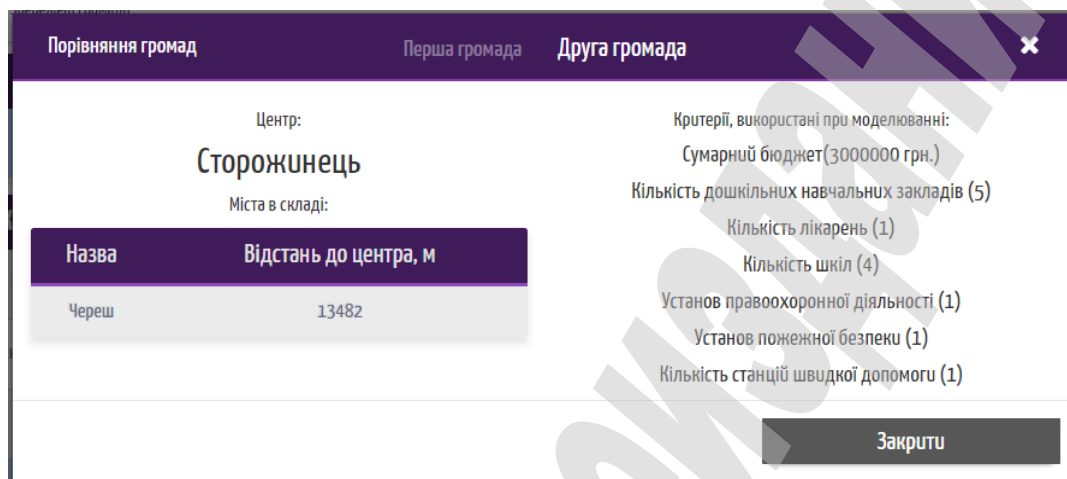 Порівняння громад
Перша громада
Друга громада
Центр:
Сторожинець
Міста в складі:
Назва Відстань до центра, м
Череш 13482
Критерії, використані при моделюванні:
Сумарний бюджет(3000000 грн.)
Кількість дошкільних навчальних закладів (5)
Кількість лікарень (1)
Кількість шкіл (4)
Установ правоохоронної діяльності (1)
Установ пожежної безпеки (1)
Кількість станцій швидкої допомоги (1)
Закрити